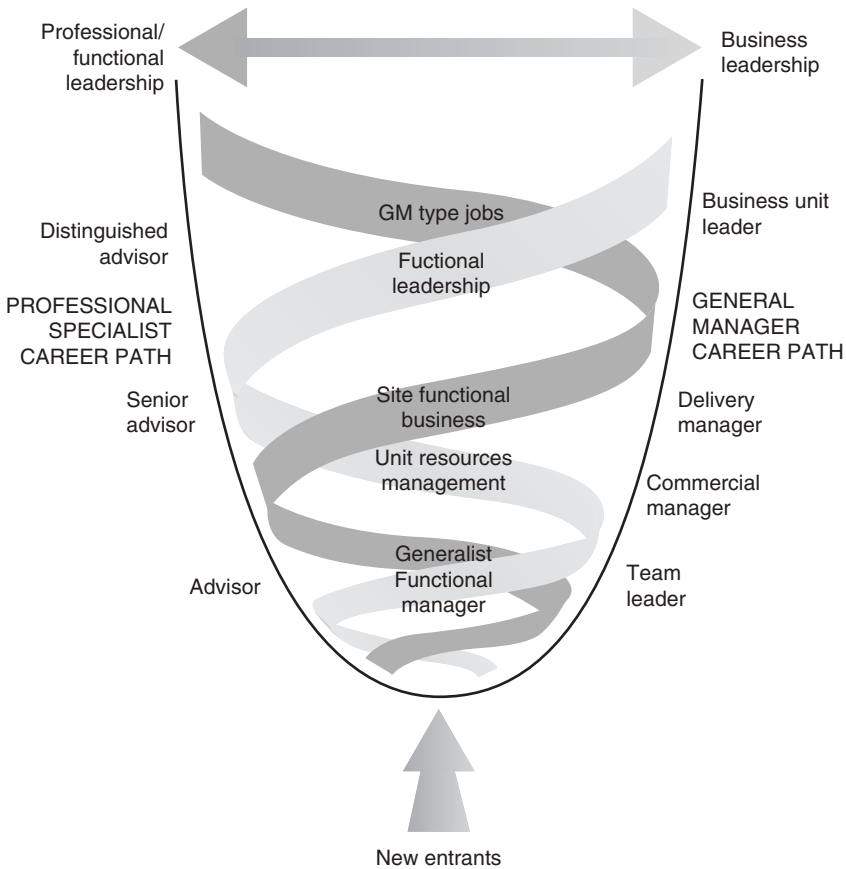 Professional/
functional
leadership
Business
leadership
GM type jobs
Business unit
leader
Distinguished
advisor
Fuctional
leadership
PROFESSIONAL
SPECIALIST
CAREER PATH
GENERAL
MANAGER
CAREER PATH
Senior
advisor
Site functional
business
Delivery
manager
Unit resources
management
Commercial
manager
Generalist
Functional
manager
Advisor
Team
leader
New entrants